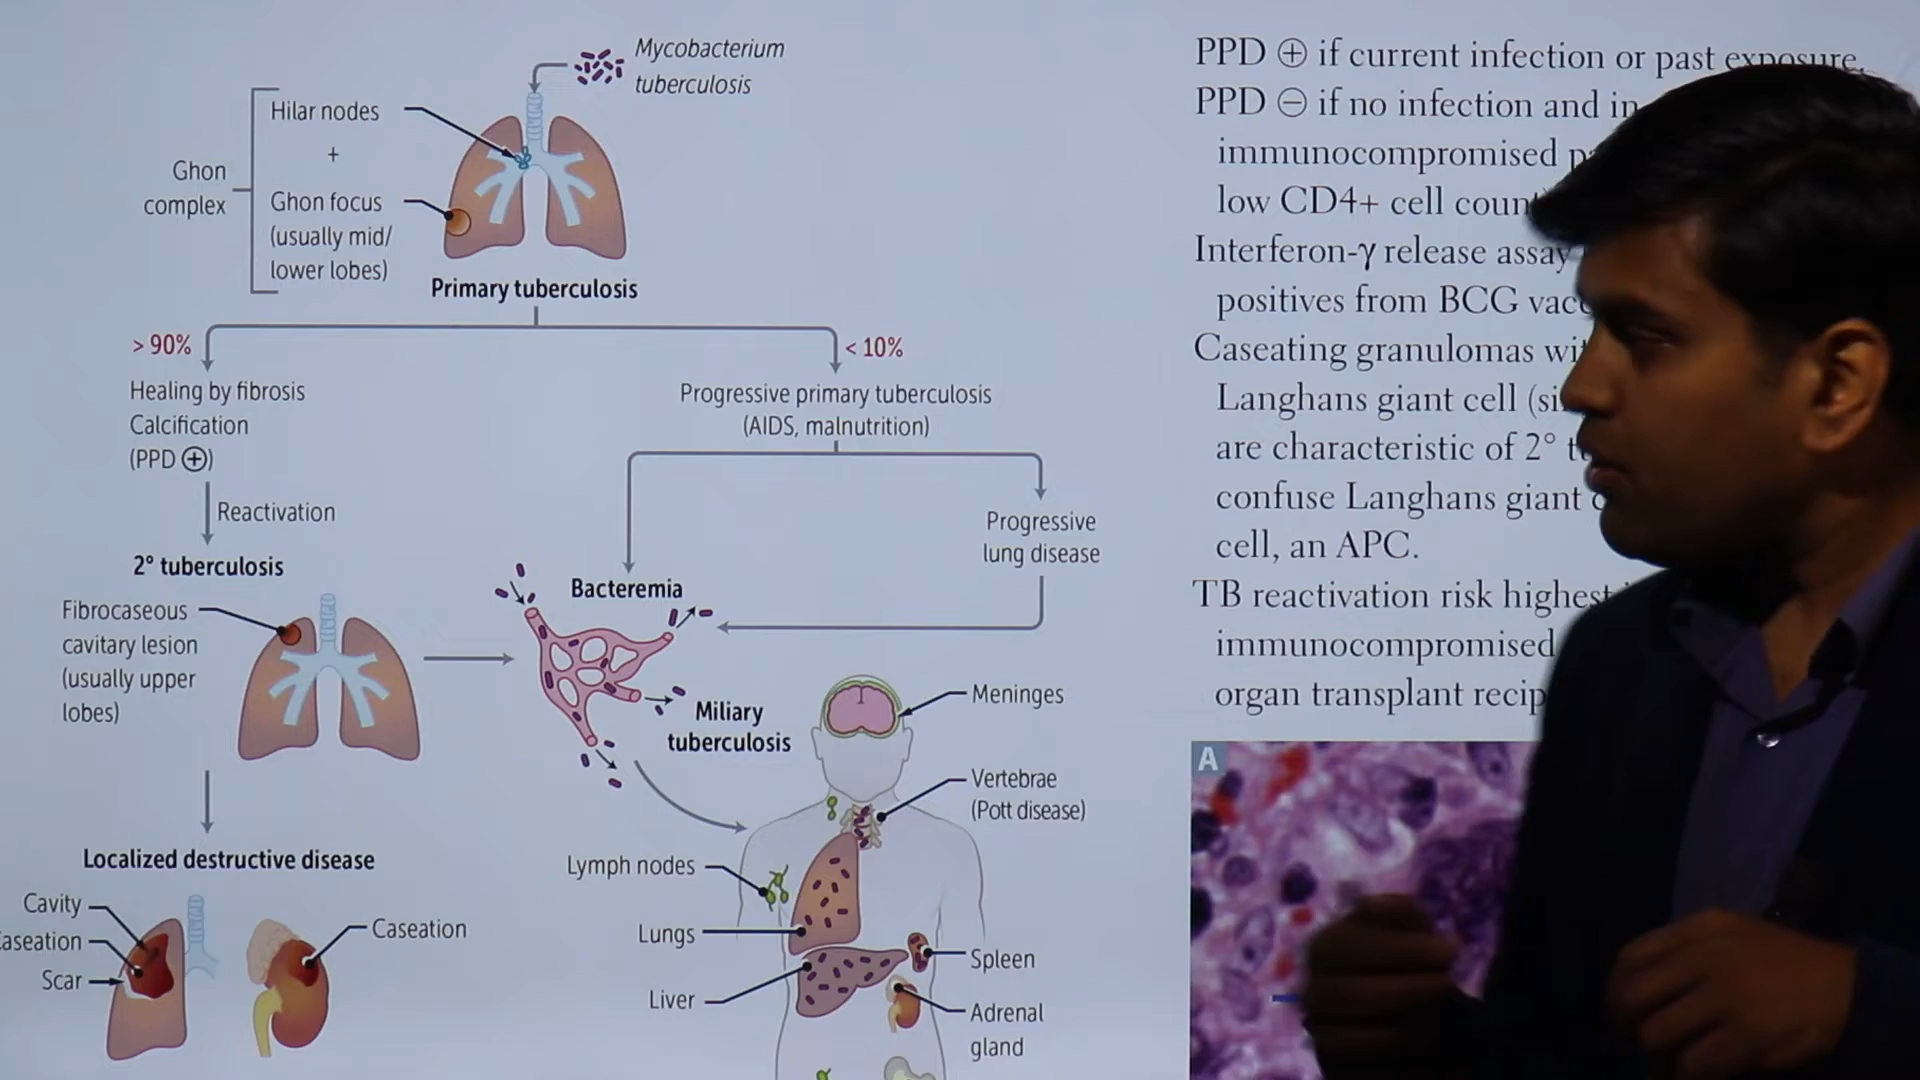 Mycobacterium
tuberculosis
Hilar nodes
+
Ghon focus
(usually mid/
lower lobes)
Ghon
complex
Primary tuberculosis
> 90%
< 10%
Healing by fibrosis
Calcification
(PPD ⊕)
Progressive primary tuberculosis
(AIDS, malnutrition)
Reactivation
2° tuberculosis
Progressive
lung disease
Fibrocaseous
cavitary lesion
(usually upper
lobes)
Bacteremia
Miliary
tuberculosis
Meninges
Vertebrae
(Pott disease)
Localized destructive disease
Lymph nodes
Cavity
Caseation
Scar
Lungs
Spleen
Liver
Adrenal
gland
PPD ⊕ if current infection or past exposure.
PPD ⊖ if no infection and in
immunocompromised
low CD4+ cell
Interferon-γ release assay
positives from BCG
Caseating granulomas
Langhans giant cell
are characteristic of 2°
confuse Langhans giant
cell, an APC.
TB reactivation risk highest
immunocompromised
organ transplant
A